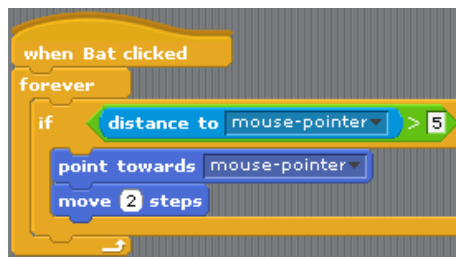 when Bat clicked
forever
if distance to mouse-pointer > 5
point towards mouse-pointer
move 2 steps